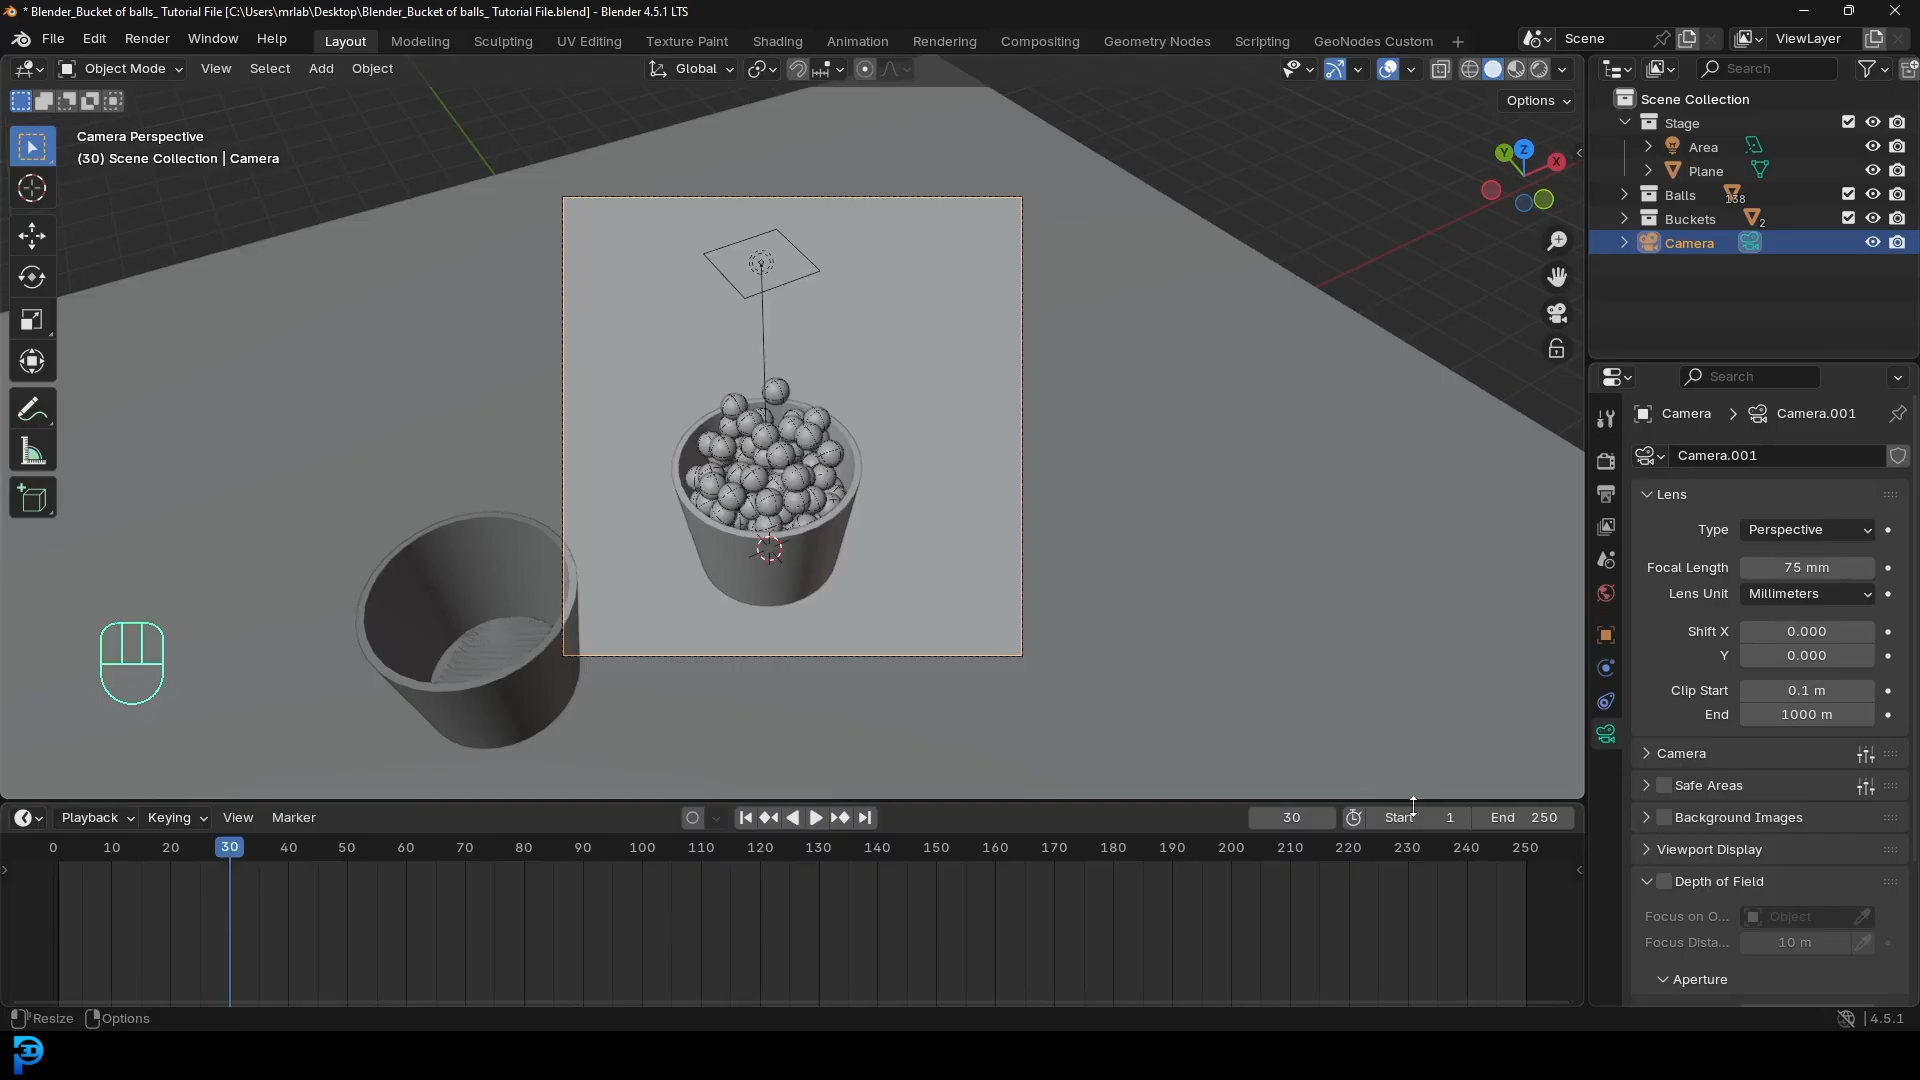 * Blender_Bucket of balls_ Tutorial File [C:\Users\mrlab\Desktop\Blender_Bucket of balls_ Tutorial File.blend] - Blender 4.5.1 LTS
File Edit Render Window Help Layout Modeling Sculpting UV Editing Texture Paint Shading Animation Rendering Compositing Geometry Nodes Scripting GeoNodes Custom + Scene ViewLayer
Object Mode View Select Add Object Global
Options
Camera Perspective
(30) Scene Collection | Camera
Y Z X
Search
Scene Collection
Stage
Area
Plane
Balls 138
Buckets 2
Camera
Search
Camera > Camera.001
Camera.001
Lens
Type Perspective
Focal Length 75 mm
Lens Unit Millimeters
Shift X 0.000
Y 0.000
Clip Start 0.1 m
End 1000 m
Camera
Safe Areas
Background Images
Viewport Display
Depth of Field
Focus on O... Object
Focus Dista... 10 m
Aperture
Playback Keying View Marker 30 Start 1 End 250
0 10 20 30 40 50 60 70 80 90 100 110 120 130 140 150 160 170 180 190 200 210 220 230 240 250
Resize Options
4.5.1
3D